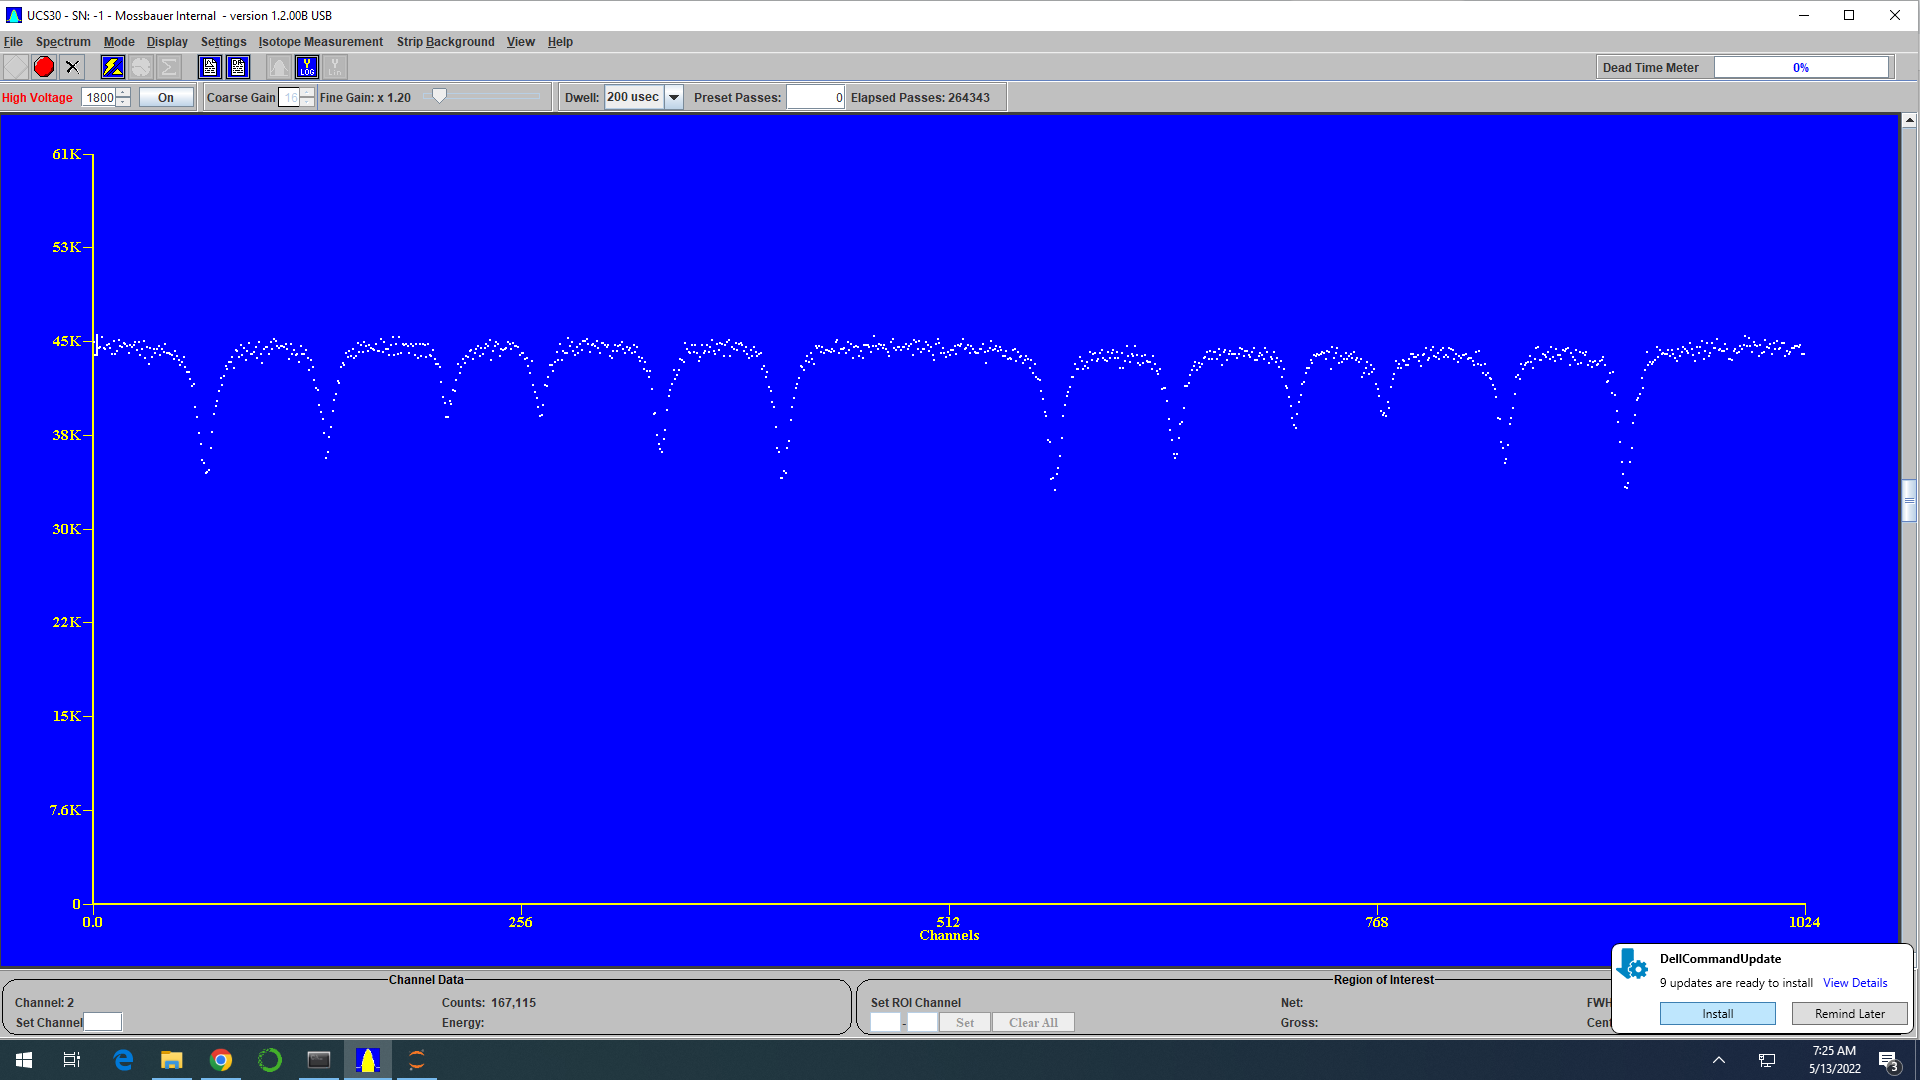 UCS30 - SN: -1 - Mossbauer Internal - version 1.2.00B USB
File Spectrum Mode Display Settings Isotope Measurement Strip Background View Help
Y LOG Y Lin Dead Time Meter 0%
High Voltage 1800 On Coarse Gain 16 Fine Gain: x 1.20 Dwell: 200 usec Preset Passes: 0 Elapsed Passes: 264343
61K
53K
45K
38K
30K
22K
15K
7.6K
0
0.0 256 512 768 1024
Channels
Channel Data
Channel: 2 Counts: 167,115
Set Channel Energy:
Region of Interest
Set ROI Channel Net: FWH
- Set Clear All Gross: Cent
DellCommandUpdate
9 updates are ready to install View Details
Install Remind Later
7:25 AM
5/13/2022
3